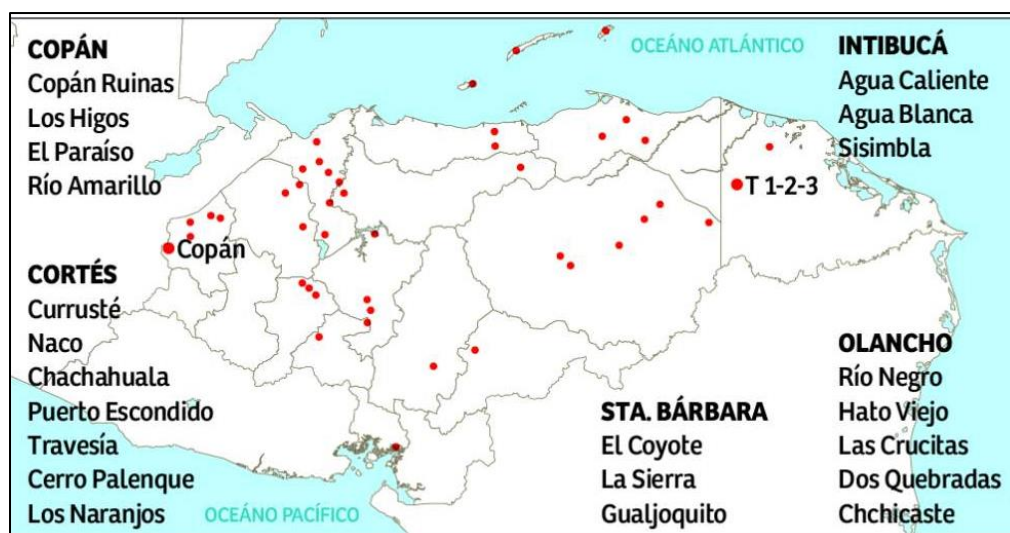 COPÁN
Copán Ruinas
Los Higos
El Paraíso
Río Amarillo
OCEÁNO ATLÁNTICO
INTIBUCÁ
Agua Caliente
Agua Blanca
Sisimbla
T 1-2-3
Copán
CORTÉS
Currusté
Naco
Chachahuala
Puerto Escondido
Travesía
Cerro Palenque
Los Naranjos
OCEÁNO PACÍFICO
STA. BÁRBARA
El Coyote
La Sierra
Gualjoquito
OLANCHO
Río Negro
Hato Viejo
Las Crucitas
Dos Quebradas
Chchicaste